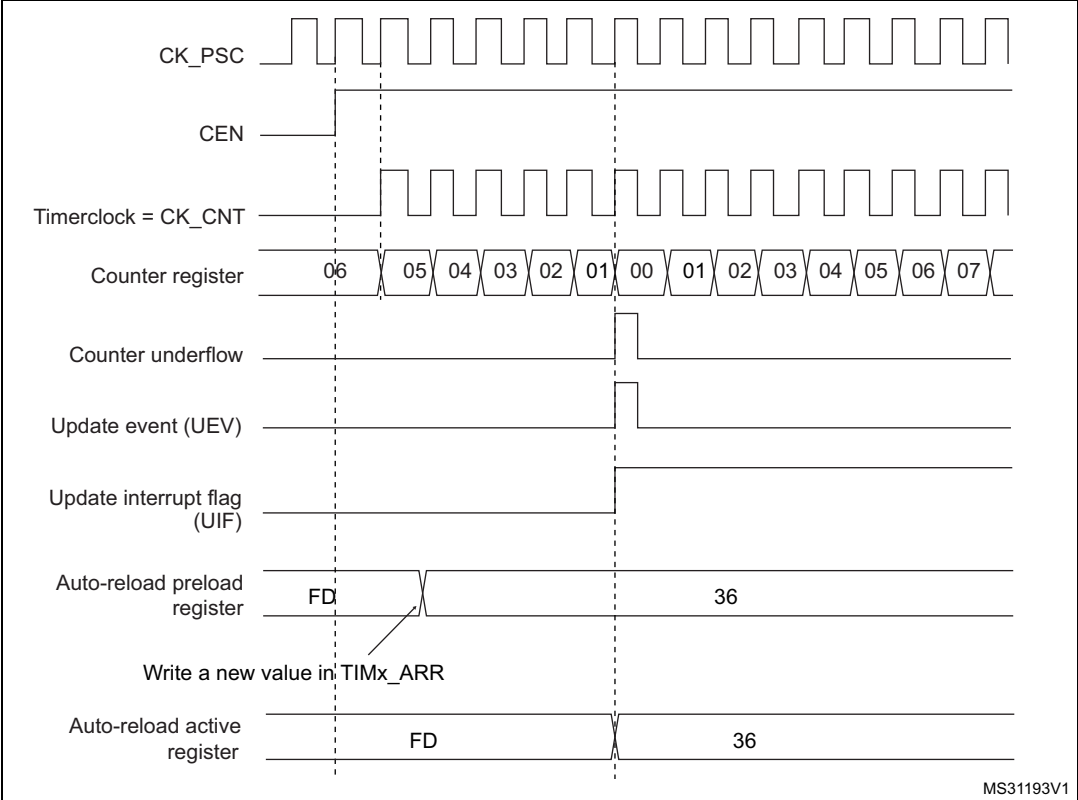 CK_PSC
CEN
Timerclock = CK_CNT
Counter register
06 05 04 03 02 01 00 01 02 03 04 05 06 07
Counter underflow
Update event (UEV)
Update interrupt flag
(UIF)
Auto-reload preload
register
FD 36
Write a new value in TIMx_ARR
Auto-reload active
register
FD 36
MS31193V1